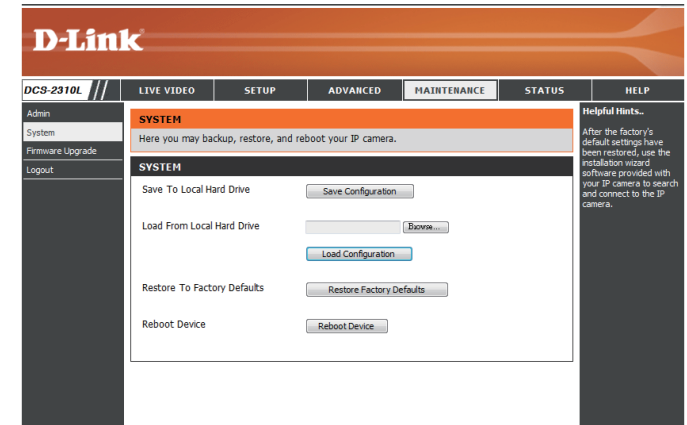 D-Link
DCS-2310L
LIVE VIDEO SETUP ADVANCED MAINTENANCE STATUS HELP
Admin
System
Firmware Upgrade
Logout
SYSTEM
Here you may backup, restore, and reboot your IP camera.
SYSTEM
Save To Local Hard Drive Save Configuration
Load From Local Hard Drive Browse...
Load Configuration
Restore To Factory Defaults Restore Factory Defaults
Reboot Device Reboot Device
Helpful Hints..
After the factory's
default settings have
been restored, use the
installation wizard
software provided with
your IP camera to search
and connect to the IP
camera.